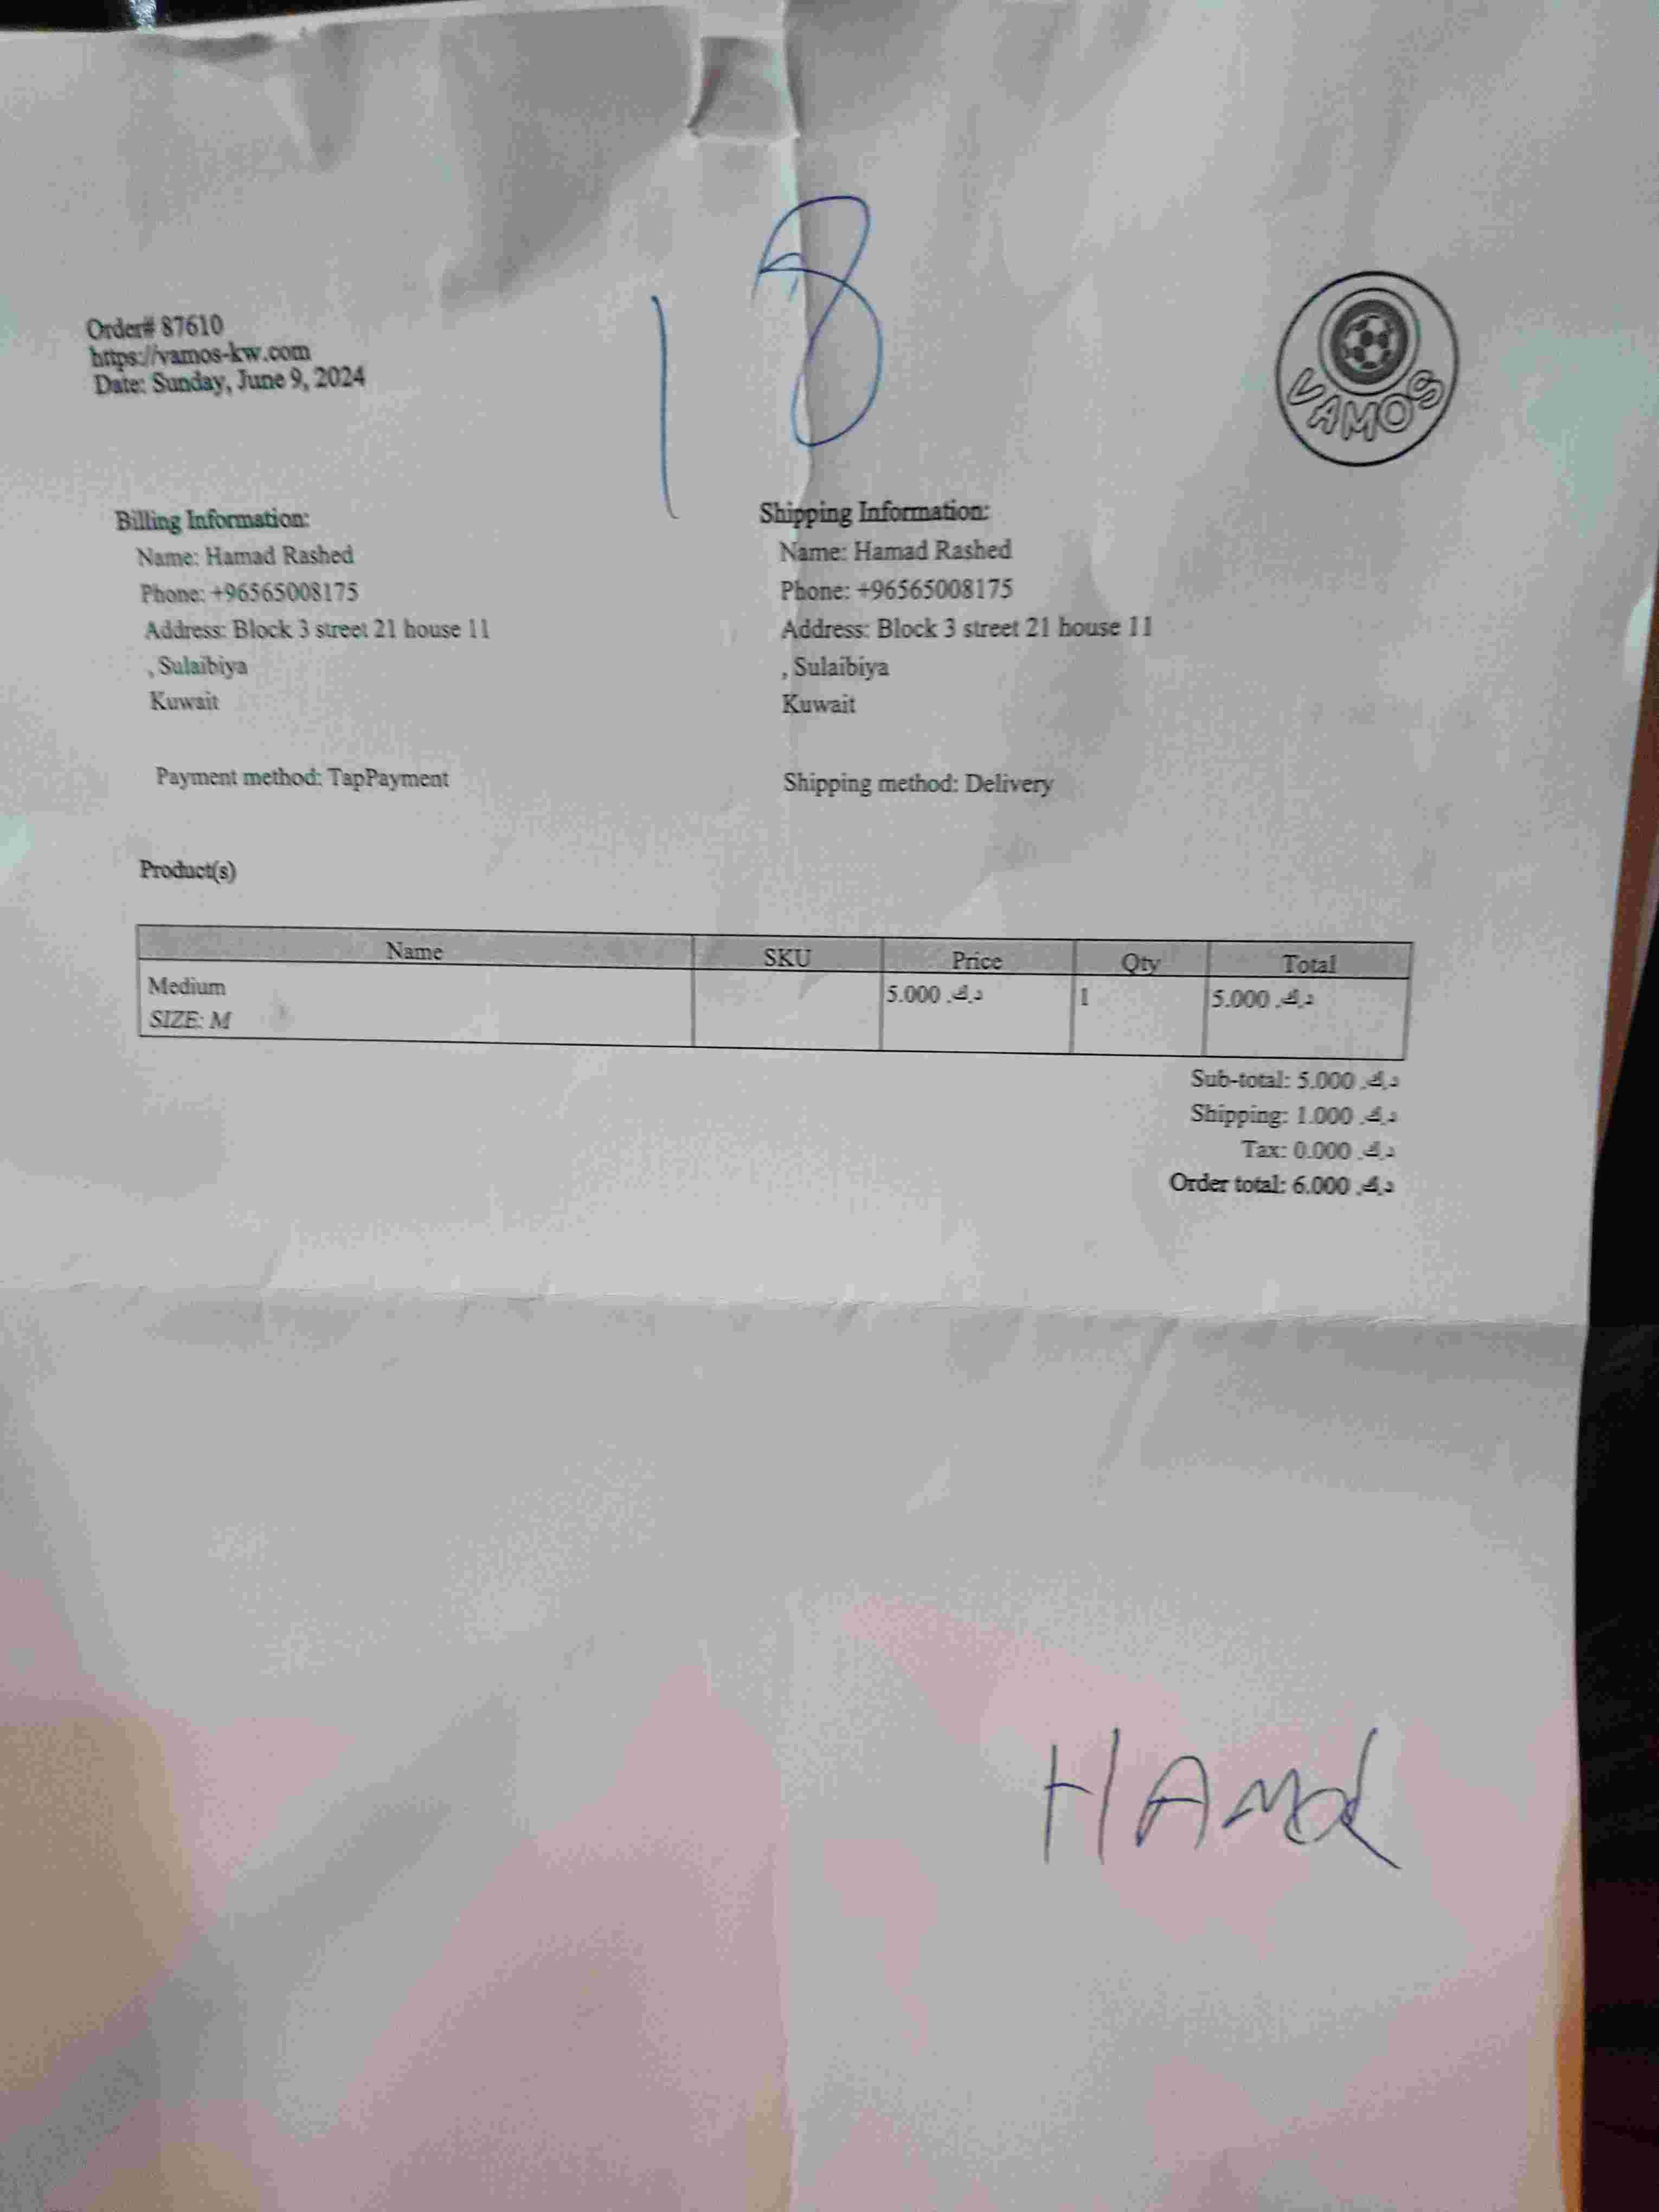 18
Order# 87610
https://vamos-kw.com
Date: Sunday, June 9, 2024
VAMOS
Billing Information:
Name: Hamad Rashed
Phone: +96565008175
Address: Block 3 street 21 house 11
, Sulaibiya
Kuwait
Payment method: TapPayment
Shipping Information:
Name: Hamad Rashed
Phone: +96565008175
Address: Block 3 street 21 house 11
, Sulaibiya
Kuwait
Shipping method: Delivery
Product(s)
Name SKU Price Qty Total
Medium 5.000 د.ك. 1 5.000 د.ك.
SIZE: M
Sub-total: 5.000 د.ك.
Shipping: 1.000 د.ك.
Tax: 0.000 د.ك.
Order total: 6.000 د.ك.
HAmd